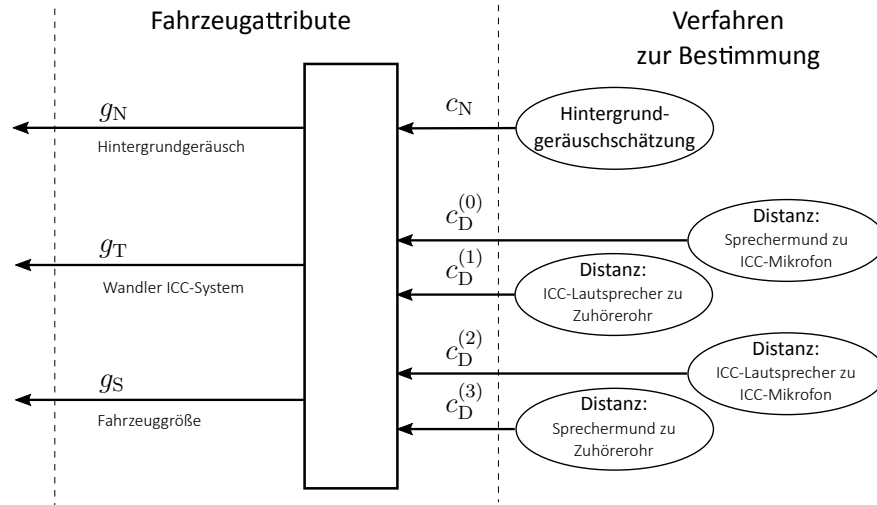 Fahrzeugattribute
Verfahren
zur Bestimmung
g_N
Hintergrundgeräusch
c_N
Hintergrund-
geräuschschätzung
c_D^(0)
Distanz:
Sprechermund zu
ICC-Mikrofon
g_T
Wandler ICC-System
c_D^(1)
Distanz:
ICC-Lautsprecher zu
Zuhörerohr
c_D^(2)
Distanz:
ICC-Lautsprecher zu
ICC-Mikrofon
g_S
Fahrzeuggröße
c_D^(3)
Distanz:
Sprechermund zu
Zuhörerohr